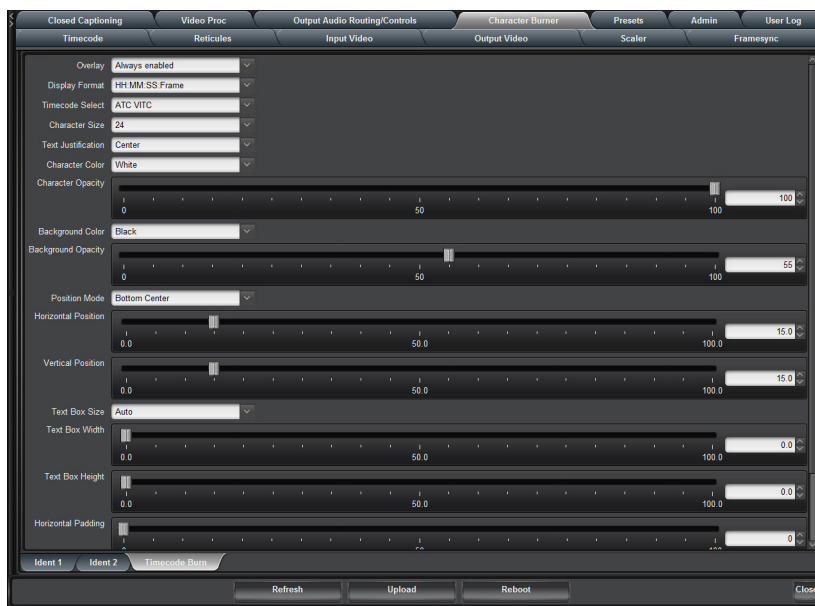 Closed Captioning Video Proc Output Audio Routing/Controls Character Burner Presets Admin User Log
Timecode Reticules Input Video Output Video Scaler Framesync
Overlay Always enabled
Display Format HH:MM:SS:Frame
Timecode Select ATC VITC
Character Size 24
Text Justification Center
Character Color White
Character Opacity 100
0 50 100
Background Color Black
Background Opacity 55
0 50 100
Position Mode Bottom Center
Horizontal Position 15.0
0.0 50.0 100.0
Vertical Position 15.0
0.0 50.0 100.0
Text Box Size Auto
Text Box Width 0.0
0.0 50.0 100.0
Text Box Height 0.0
0.0 50.0 100.0
Horizontal Padding 0
Ident 1 Ident 2 Timecode Burn
Refresh Upload Reboot Close